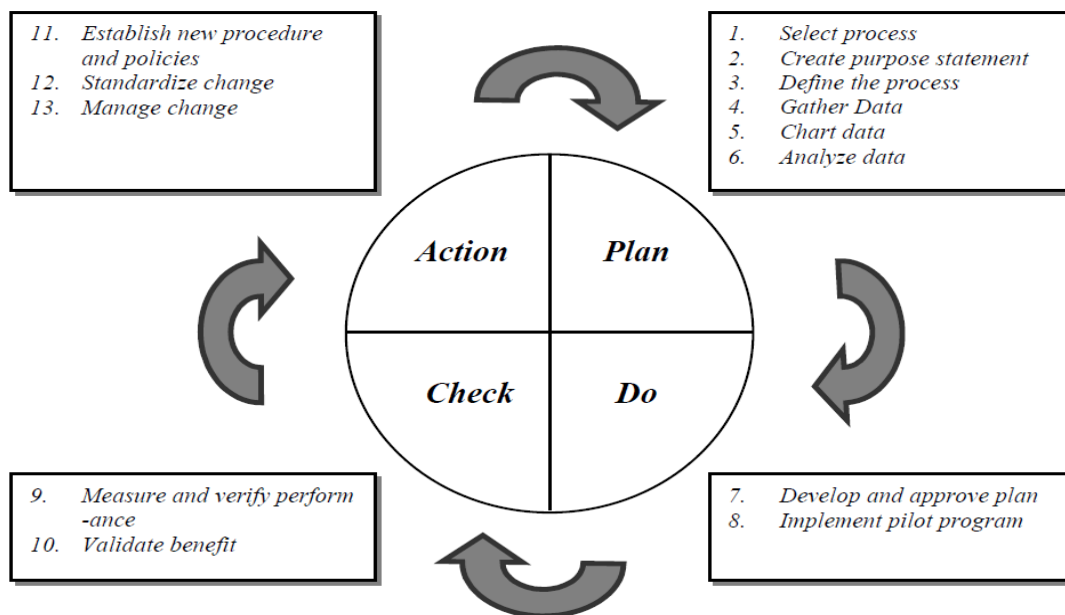 11. Establish new procedure
and policies
12. Standardize change
13. Manage change
1. Select process
2. Create purpose statement
3. Define the process
4. Gather Data
5. Chart data
6. Analyze data
Action
Plan
Check
Do
9. Measure and verify perform
-ance
10. Validate benefit
7. Develop and approve plan
8. Implement pilot program